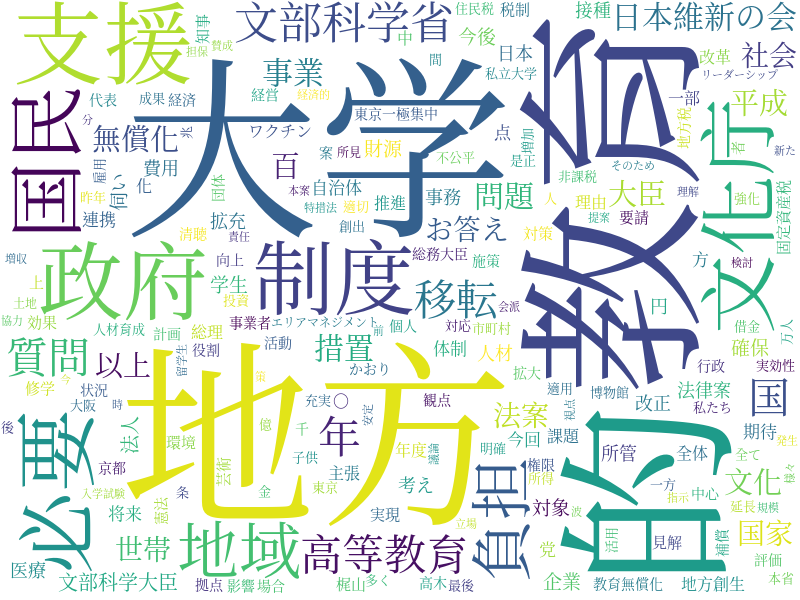 支援
文部科学省
住民税
税制
接種
日本維新の会
知事
担保
賛成
中
今後
日本
改革
社会
間
私立大学
リーダーシップ
国民
代表
成果
経済
事業
経営
経済的
大学
東京一極集中
教育
一部
平成
分
無償化
ワクチン
点
増加
地方税
文化庁
者
新た
兆
百
案
所見
財源
不公平
是正
そのため
雇用
費用
伺い
化
昨年
団体
本案
自治体
特措法
適切
推進
事務
問題
非課税
人
理由
大臣
理解
強化
固定資産税
連携
拡充
創出
お答え
対策
提案
要請
清聴
責任
政府
制度
増収
向上
総務大臣
方
検討
上
学生
投資
施策
移転
円
土地
会派
協力
効果
人材育成
計画
総理
事業者
エリアマネジメント
前
個人
対応
市町村
借金
万人
質問
以上
役割
活動
措置
体制
人材
確保
留学生
かおり
行政
実効性
修学
今
状況
拡大
適用
博物館
法律案
大阪
時
策
地方
充実
〇
安定
観点
法案
視点
改正
私たち
国
後
必要
法人
億
千
年
年度
議論
明確
今回
課題
目的
所管
全体
期待
発生
京都
環境
芸術
子供
主張
負担
権限
所得
一方
全て
様々
入学試験
条
金
東京
考え
指示
中心
文化
将来
憲法
実現
立場
対象
波
延長
規模
活用
見解
補償
国家
世帯
地域
高等教育
党
評価
医療
文部科学大臣
拠点
影響
場合
梶山
多く
高木
最後
企業
教育無償化
地方創生
本省